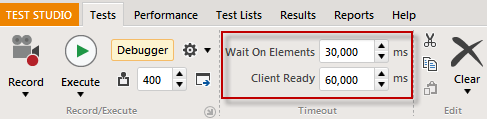 TEST STUDIO Tests Performance Test Lists Results Reports Help
Debugger Wait On Elements 30,000 ms
Record Execute 400 Client Ready 60,000 ms Clear
Record/Execute Timeout Edit